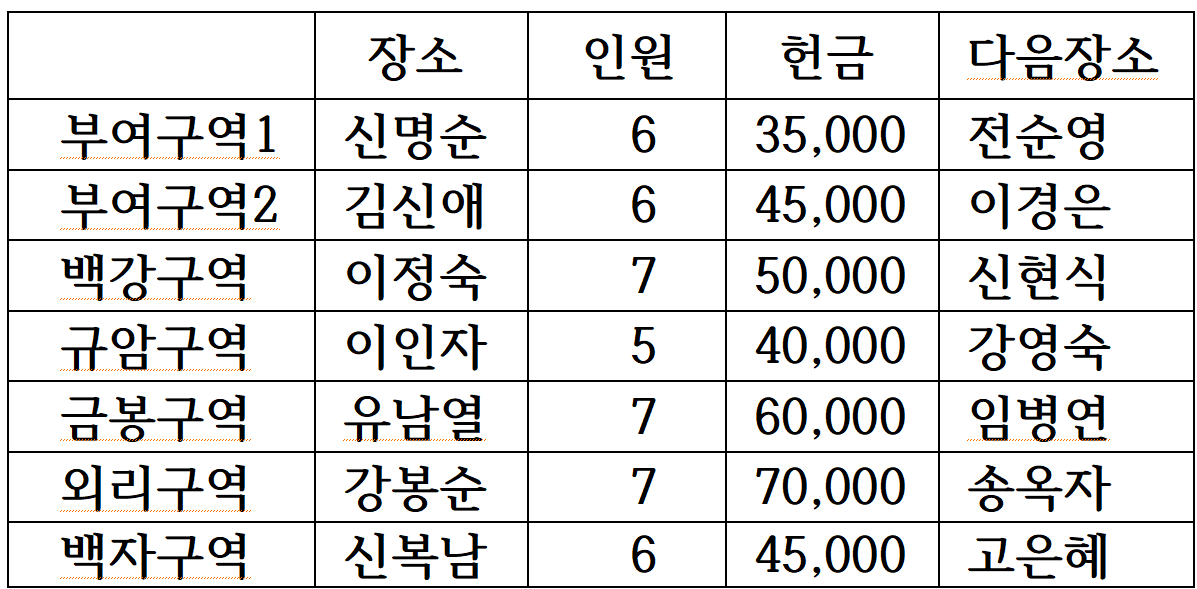 장소 인원 헌금 다음장소
부여구역1 신명순 6 35,000 전순영
부여구역2 김신애 6 45,000 이경은
백강구역 이정숙 7 50,000 신현식
규암구역 이인자 5 40,000 강영숙
금봉구역 유남열 7 60,000 임병연
외리구역 강봉순 7 70,000 송옥자
백자구역 신복남 6 45,000 고은혜